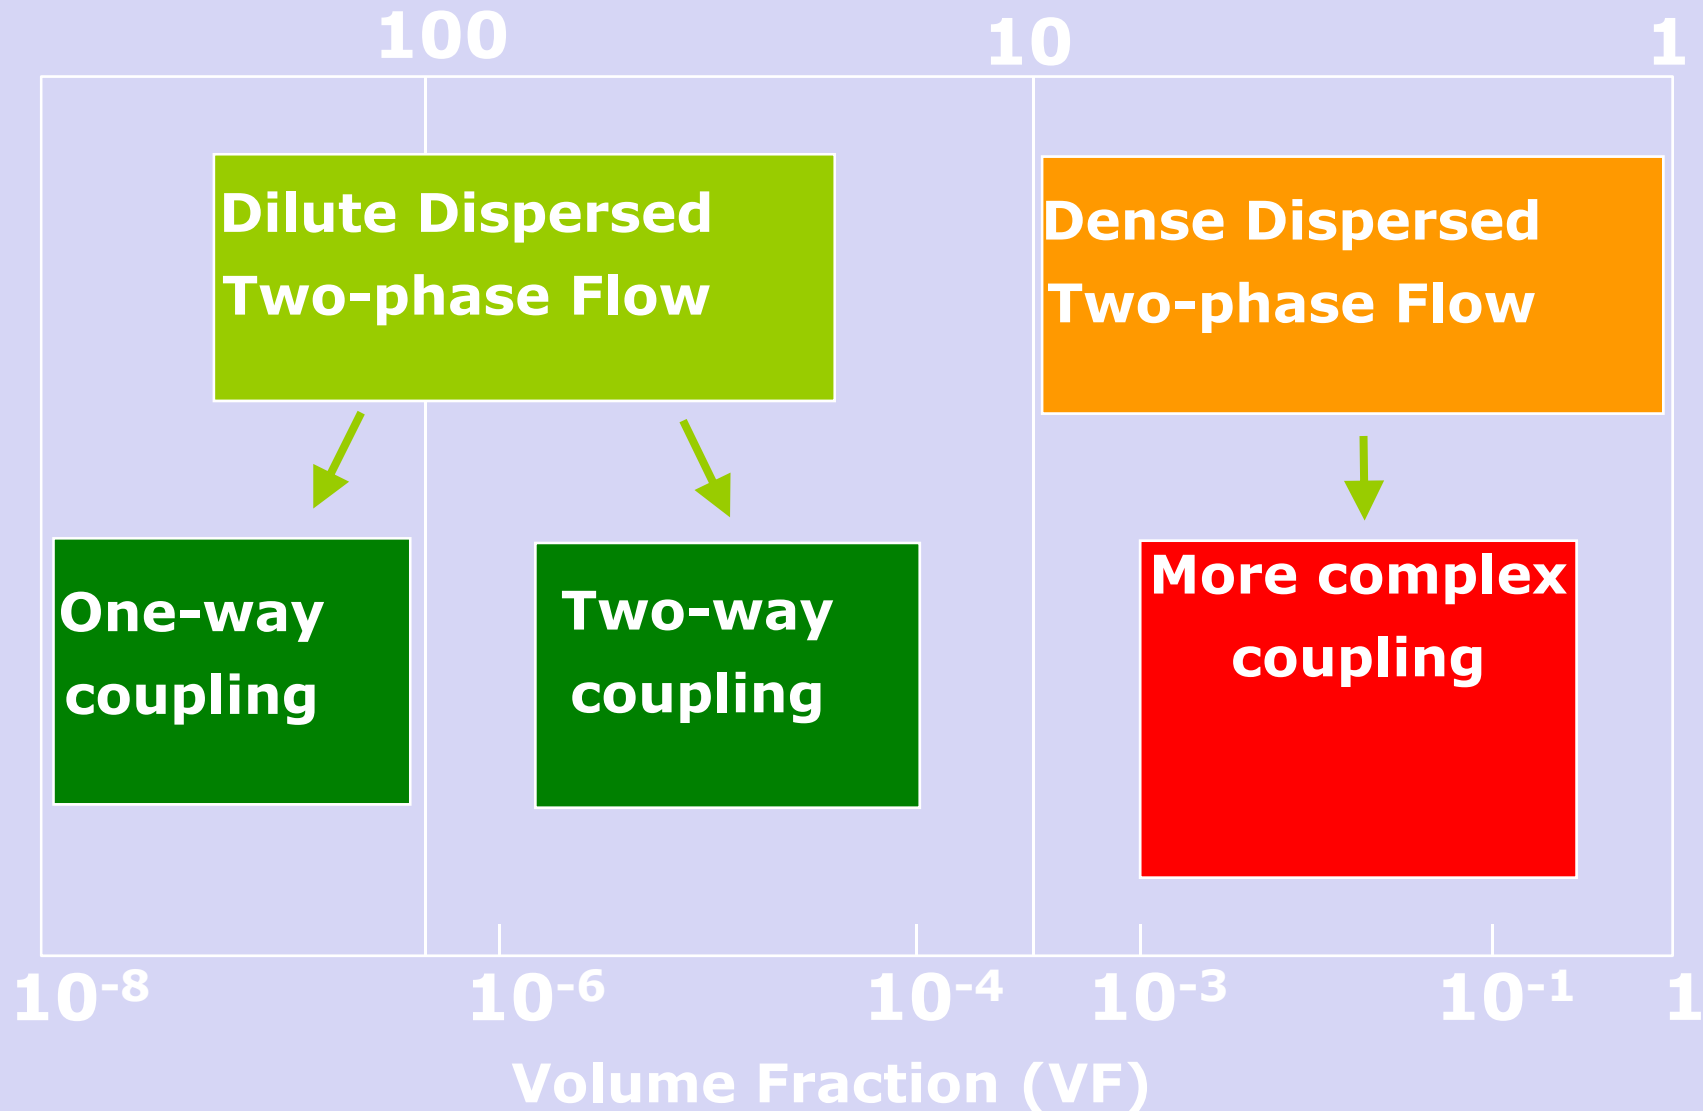 100 10 1
Dilute Dispersed
Two-phase Flow
Dense Dispersed
Two-phase Flow
One-way
coupling
Two-way
coupling
More complex
coupling
10⁻⁸ 10⁻⁶ 10⁻⁴ 10⁻³ 10⁻¹ 1
Volume Fraction (VF)